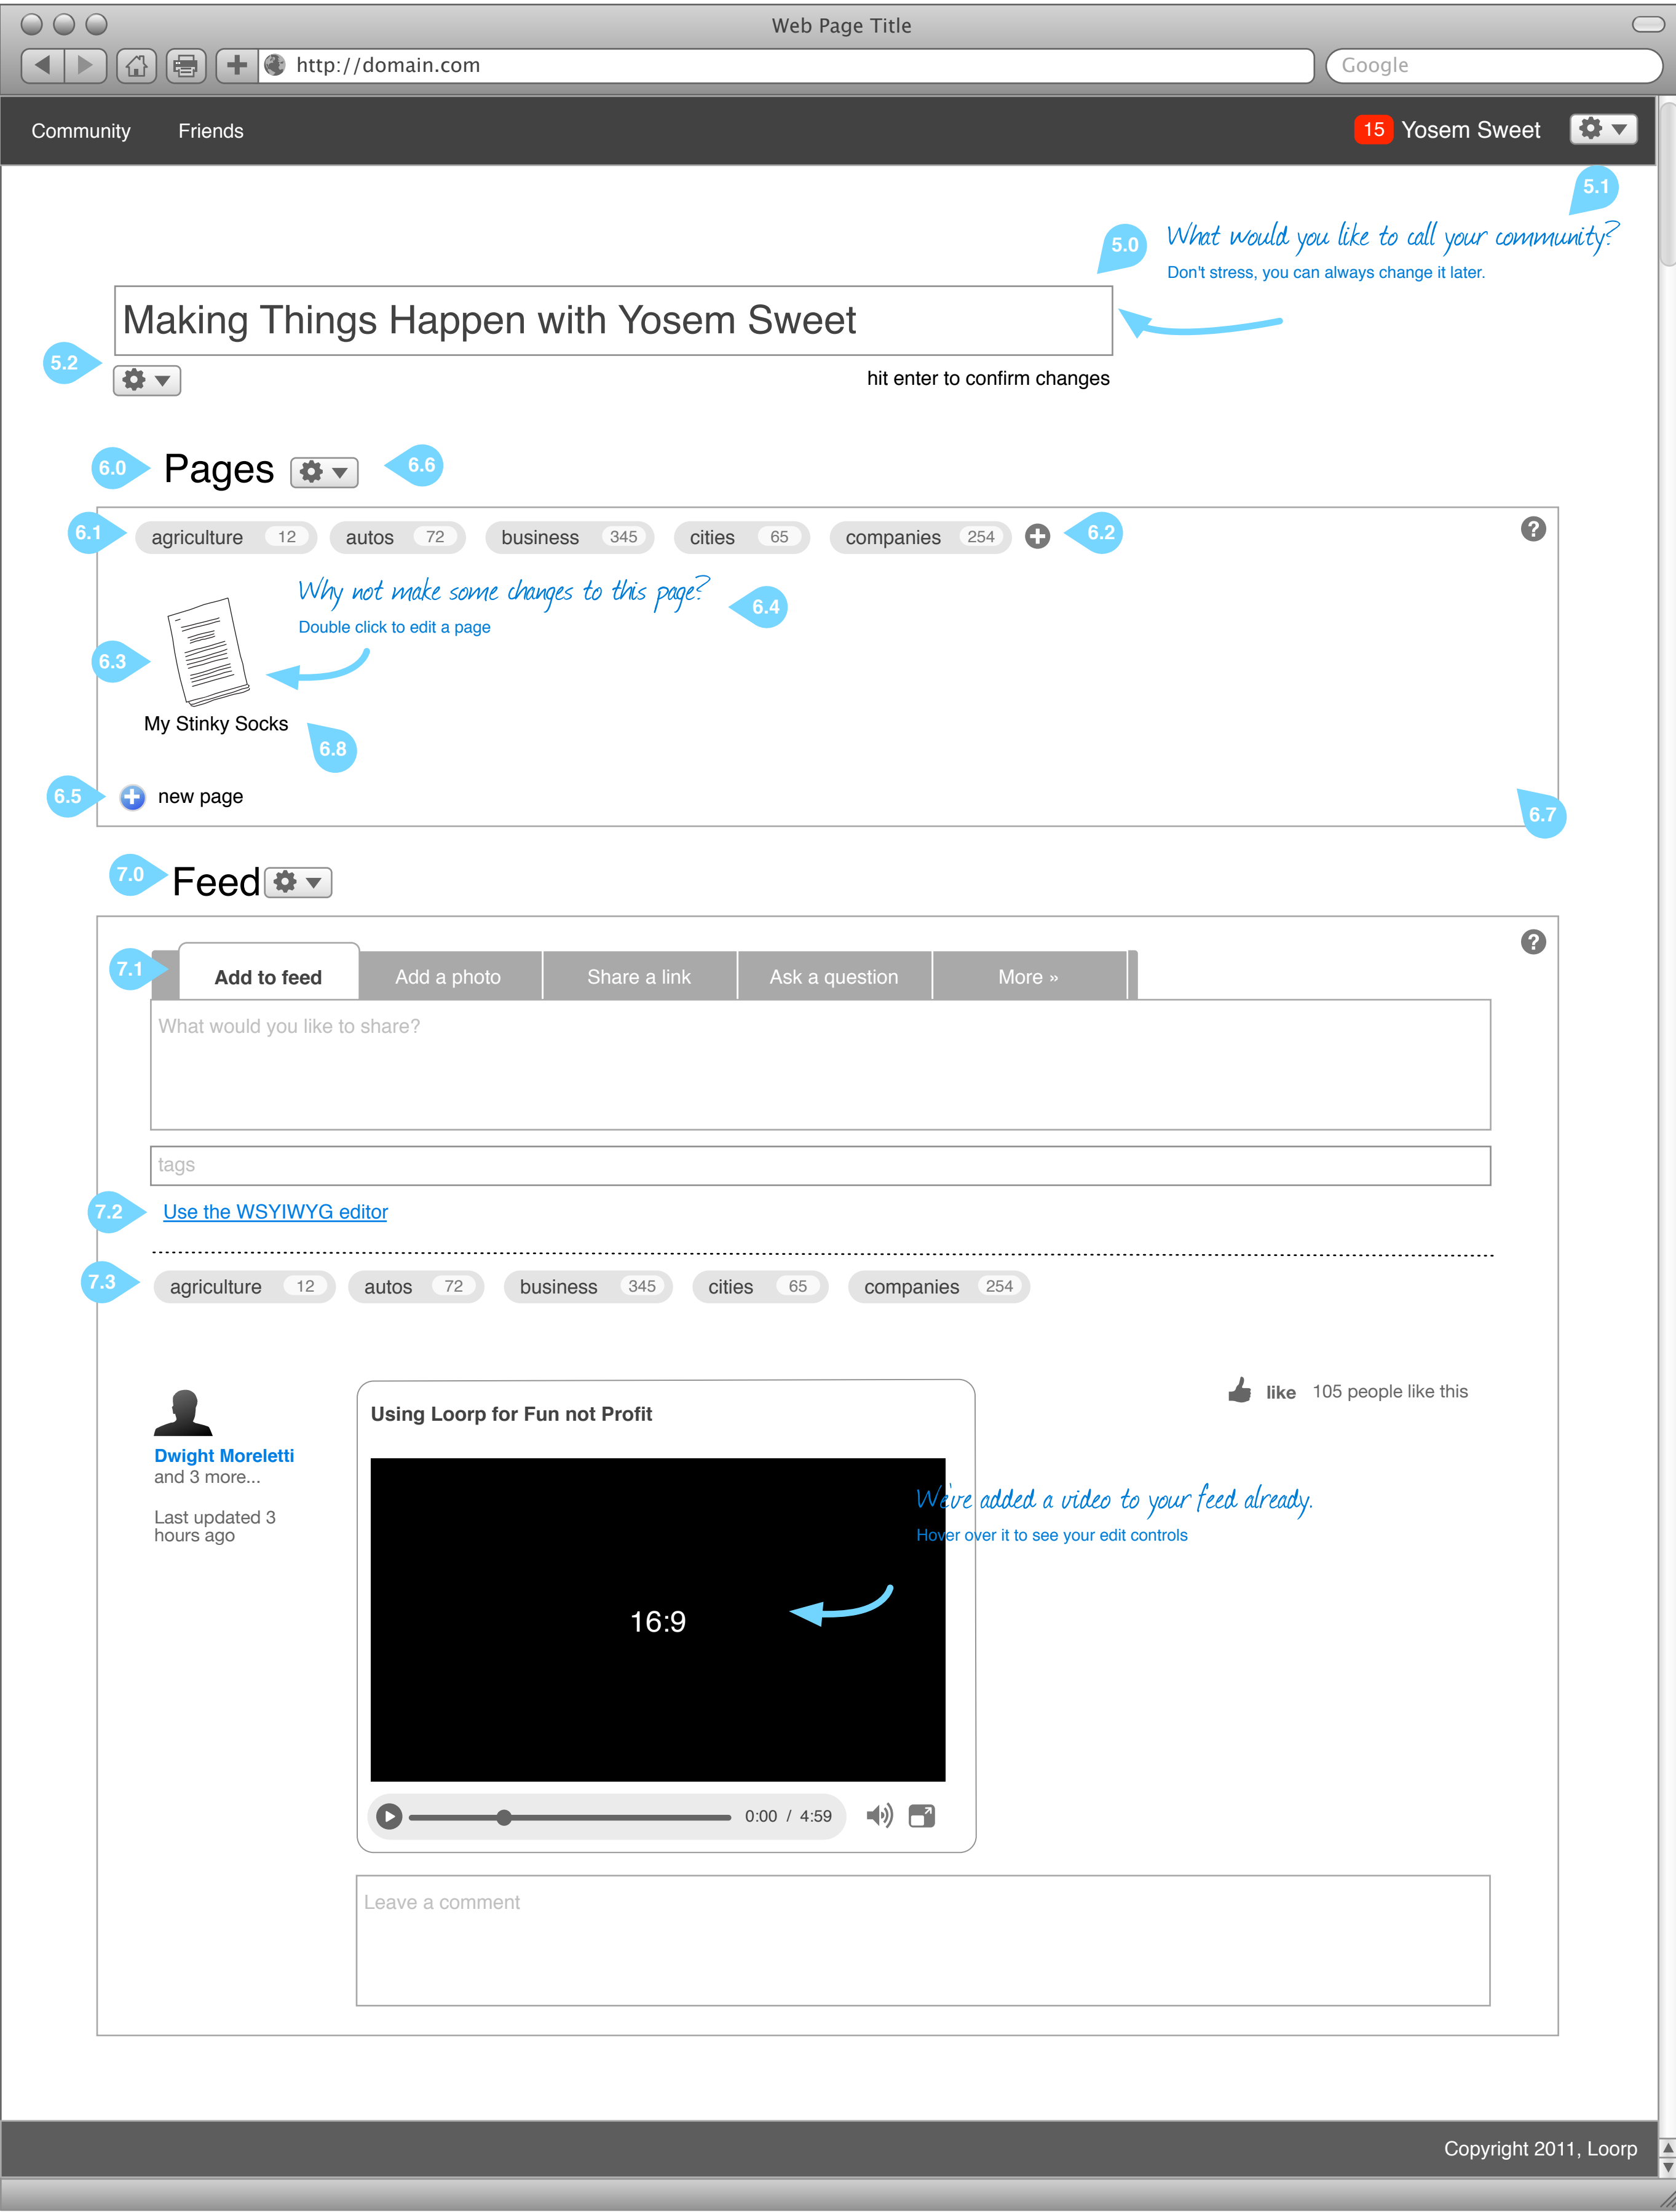 Web Page Title
http://domain.com
Google
Community Friends 15 Yosem Sweet
5.1
5.0 What would you like to call your community?
Don't stress, you can always change it later.
Making Things Happen with Yosem Sweet
5.2
hit enter to confirm changes
6.0 Pages 6.6
6.1 agriculture 12 autos 72 business 345 cities 65 companies 254 6.2 ?
Why not make some changes to this page?
6.4
Double click to edit a page
6.3
My Stinky Socks
6.8
6.5 new page
6.7
7.0 Feed
?
7.1 Add to feed Add a photo Share a link Ask a question More »
What would you like to share?
tags
7.2 Use the WSYIWYG editor
7.3 agriculture 12 autos 72 business 345 cities 65 companies 254
like 105 people like this
Using Loorp for Fun not Profit
Dwight Moreletti
and 3 more...
Last updated 3
hours ago
We've added a video to your feed already.
Hover over it to see your edit controls
16:9
0:00 / 4:59
Leave a comment
Copyright 2011, Loorp